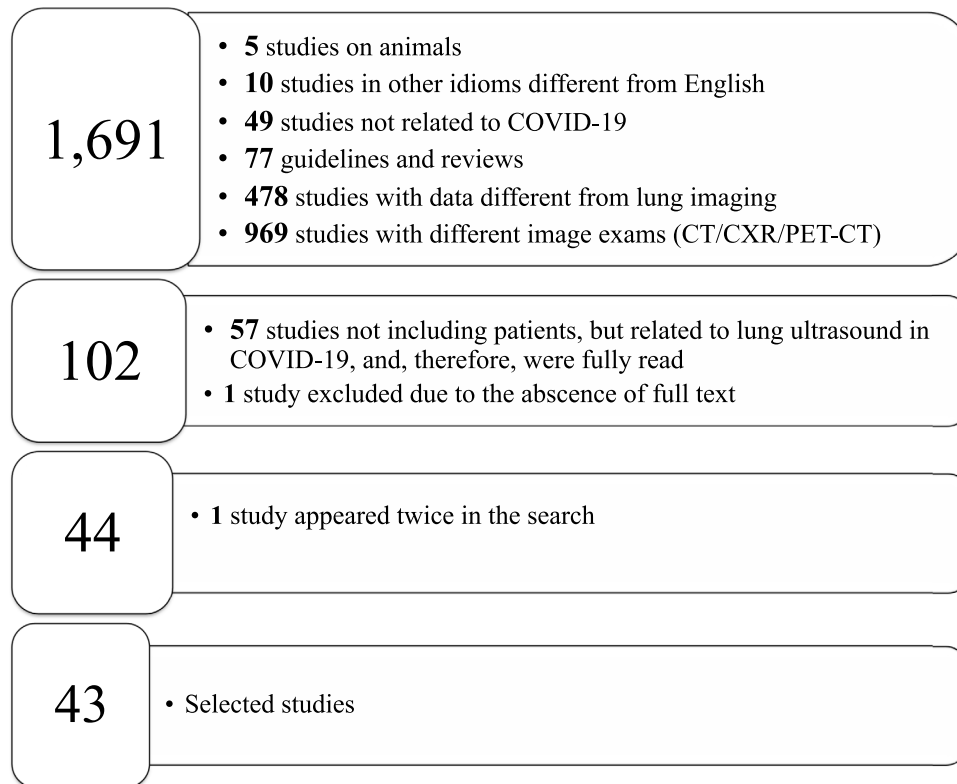 1,691
• 5 studies on animals
• 10 studies in other idioms different from English
• 49 studies not related to COVID-19
• 77 guidelines and reviews
• 478 studies with data different from lung imaging
• 969 studies with different image exams (CT/CXR/PET-CT)
102
• 57 studies not including patients, but related to lung ultrasound in
COVID-19, and, therefore, were fully read
• 1 study excluded due to the abscence of full text
44
• 1 study appeared twice in the search
43
• Selected studies